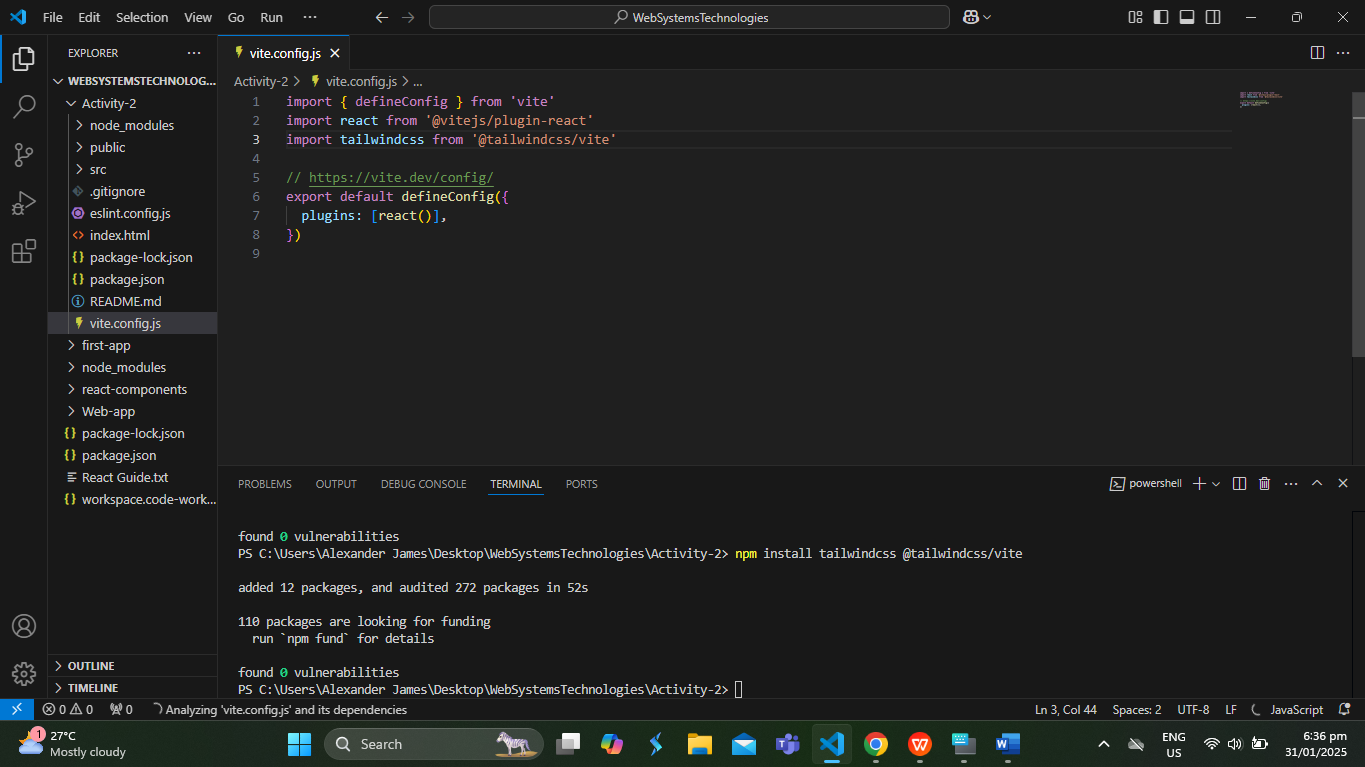 File Edit Selection View Go Run ···
WebSystemsTechnologies
EXPLORER ···
WEBSYSTEMSTECHNOLOG...
Activity-2
node_modules
public
src
.gitignore
eslint.config.js
index.html
package-lock.json
package.json
README.md
vite.config.js
first-app
node_modules
react-components
Web-app
package-lock.json
package.json
React Guide.txt
workspace.code-work...
OUTLINE
TIMELINE
vite.config.js
Activity-2 > vite.config.js > ...
1 import { defineConfig } from 'vite'
2 import react from '@vitejs/plugin-react'
3 import tailwindcss from '@tailwindcss/vite'
4
5 // https://vite.dev/config/
6 export default defineConfig({
7 plugins: [react()],
8 })
9
PROBLEMS OUTPUT DEBUG CONSOLE TERMINAL PORTS
powershell
found 0 vulnerabilities
PS C:\Users\Alexander James\Desktop\WebSystemsTechnologies\Activity-2> npm install tailwindcss @tailwindcss/vite
added 12 packages, and audited 272 packages in 52s
110 packages are looking for funding
run `npm fund` for details
found 0 vulnerabilities
PS C:\Users\Alexander James\Desktop\WebSystemsTechnologies\Activity-2>
0 0 0 Analyzing 'vite.config.js' and its dependencies
Ln 3, Col 44 Spaces: 2 UTF-8 LF JavaScript
1
27°C
Mostly cloudy
Search
ENG
US
6:36 pm
31/01/2025